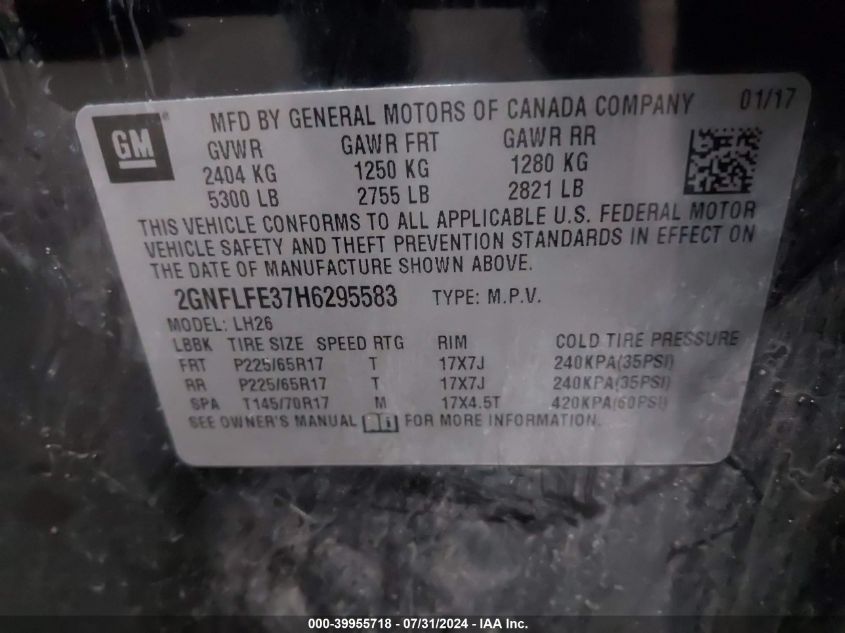 GM ® MFD BY GENERAL MOTORS OF CANADA COMPANY 01/17
GVWR GAWR FRT GAWR RR
2404 KG 1250 KG 1280 KG
5300 LB 2755 LB 2821 LB
THIS VEHICLE CONFORMS TO ALL APPLICABLE U.S. FEDERAL MOTOR
VEHICLE SAFETY AND THEFT PREVENTION STANDARDS IN EFFECT ON
THE DATE OF MANUFACTURE SHOWN ABOVE.
2GNFLFE37H6295583 TYPE: M.P.V.
MODEL: LH26
LBBK TIRE SIZE SPEED RTG RIM COLD TIRE PRESSURE
FRT P225/65R17 T 17X7J 240KPA(35PSI)
RR P225/65R17 T 17X7J 240KPA(35PSI)
SPA T145/70R17 M 17X4.5T 420KPA(60PSI)
SEE OWNER'S MANUAL i FOR MORE INFORMATION.
000-39955718 - 07/31/2024 - IAA Inc.